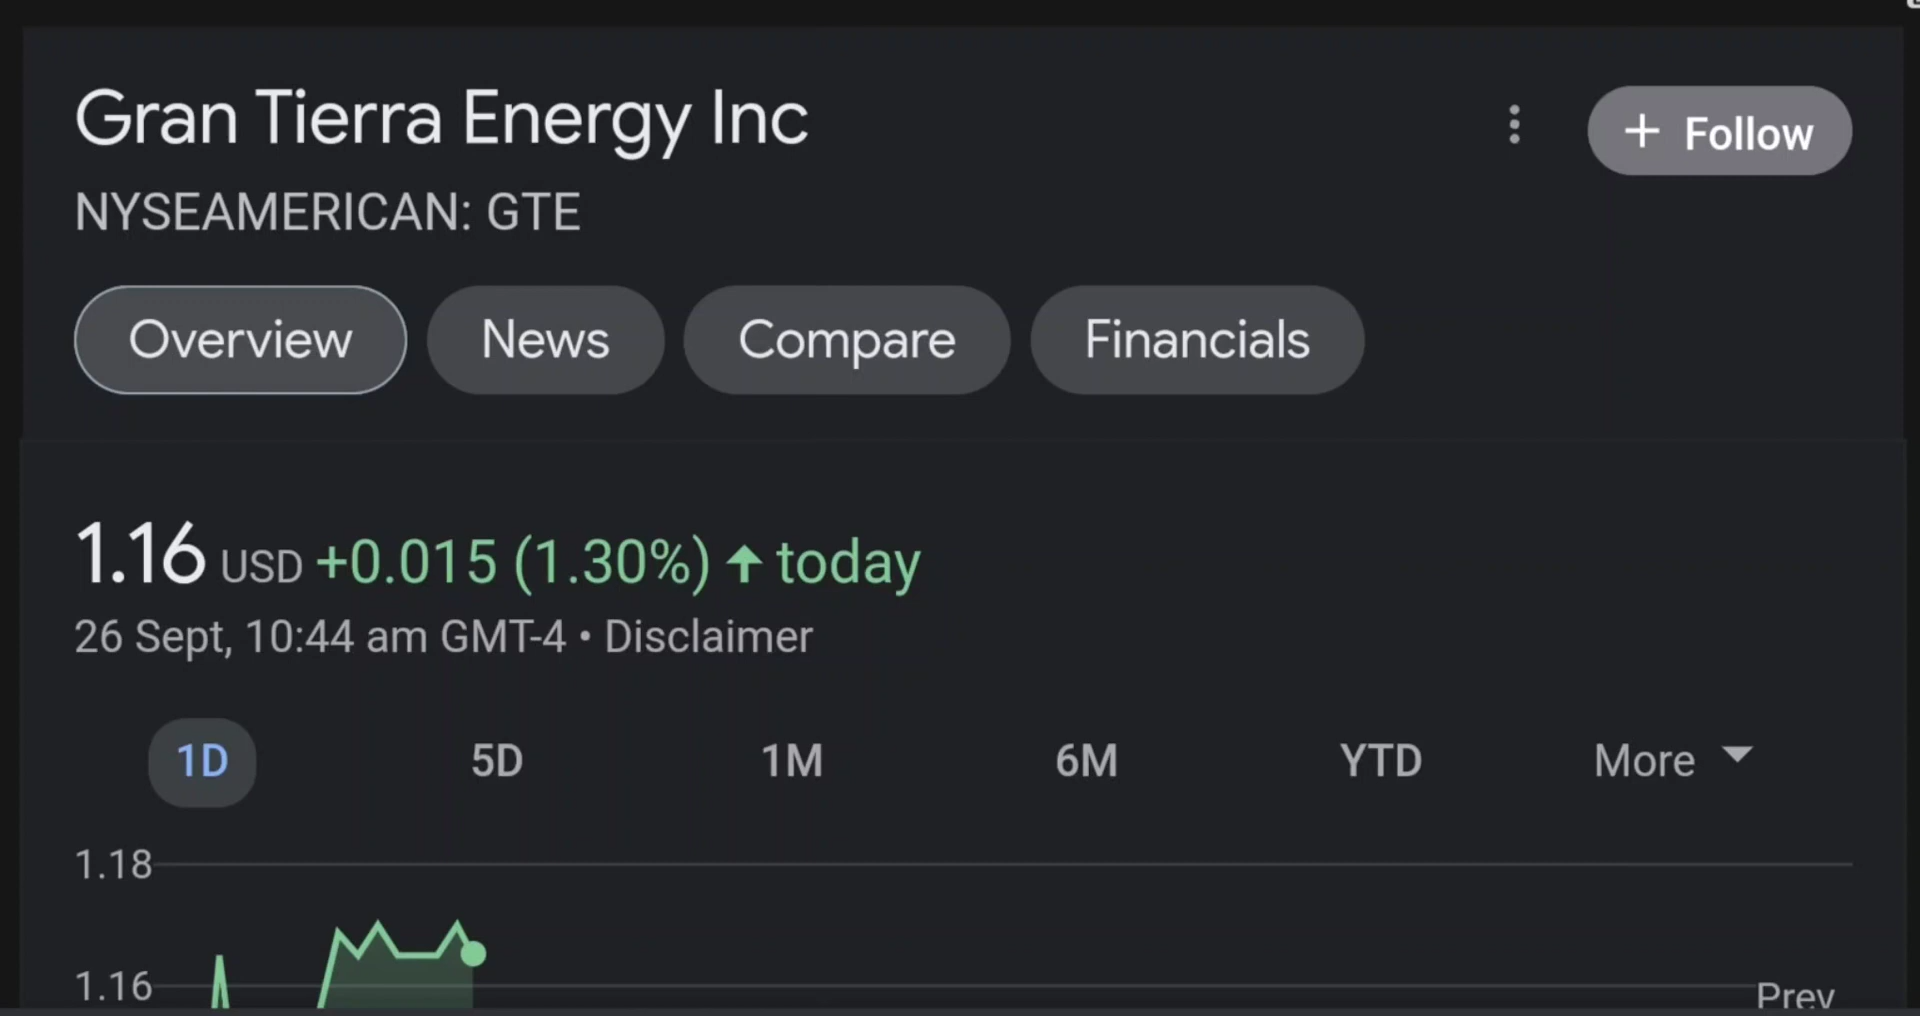 Gran Tierra Energy Inc
+ Follow
NYSEAMERICAN: GTE
Overview News Compare Financials
1.16 USD +0.015 (1.30%) ↑ today
26 Sept, 10:44 am GMT-4 • Disclaimer
1D 5D 1M 6M YTD More
1.18
1.16
Prev